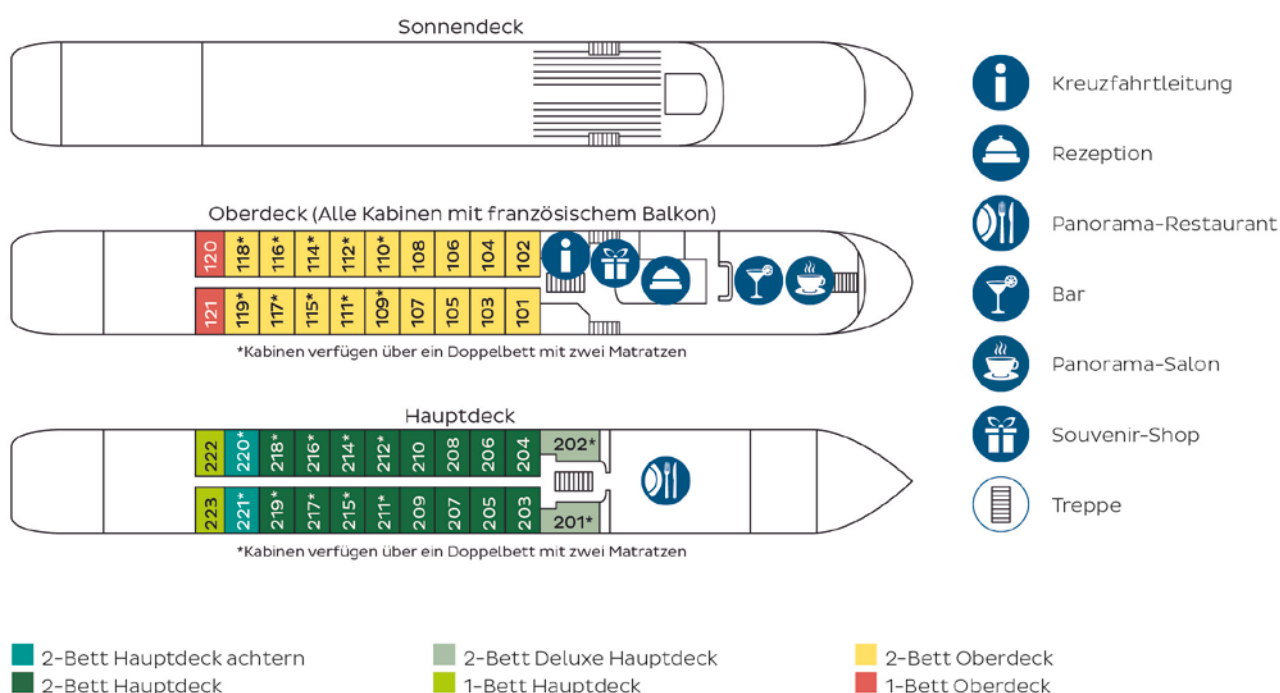 Sonnendeck
Kreuzfahrtleitung
Rezeption
Panorama-Restaurant
Bar
Panorama-Salon
Souvenir-Shop
Treppe
Oberdeck (Alle Kabinen mit französischem Balkon)
120 118* 116* 114* 112* 110* 108 106 104 102
121 119* 117* 115* 111* 109* 107 105 103 101
*Kabinen verfügen über ein Doppelbett mit zwei Matratzen
Hauptdeck
222 220* 218* 216* 214* 212* 210 208 206 204 202*
223 221* 219* 217* 215* 211* 209 207 205 203 201*
*Kabinen verfügen über ein Doppelbett mit zwei Matratzen
2-Bett Hauptdeck achtern
2-Bett Hauptdeck
2-Bett Deluxe Hauptdeck
1-Bett Hauptdeck
2-Bett Oberdeck
1-Bett Oberdeck